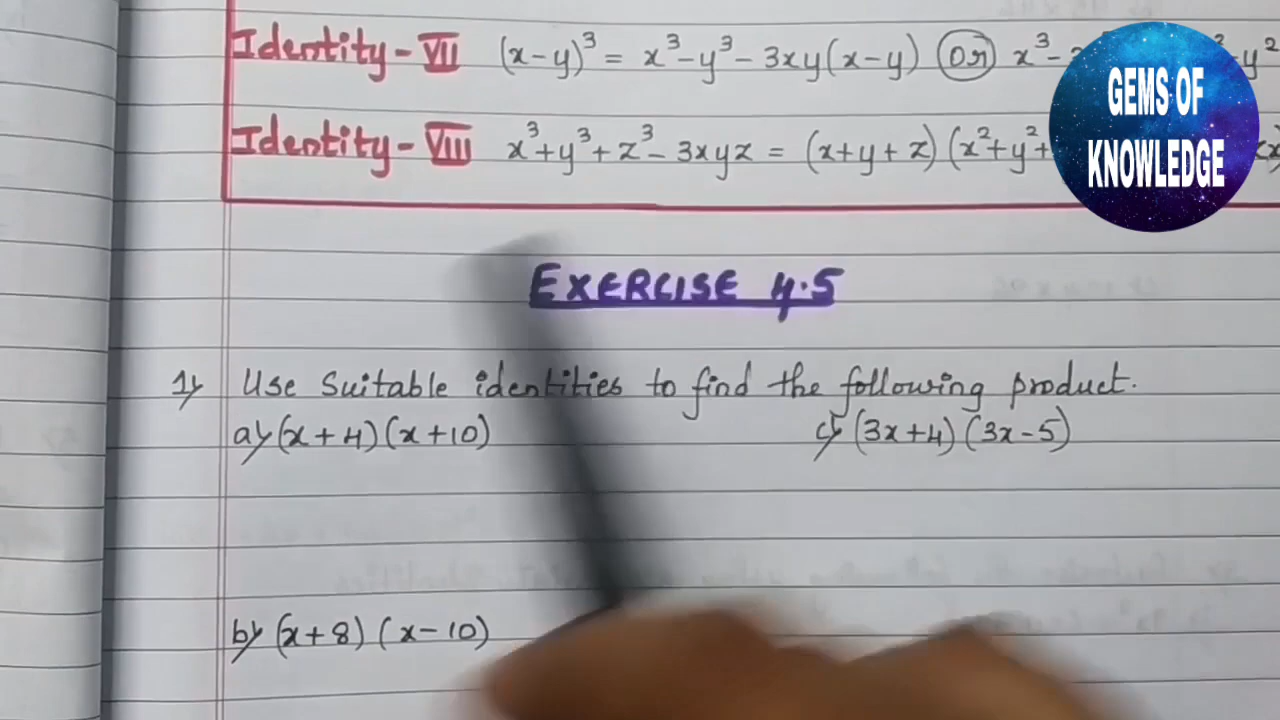 Identity - VII (x-y)³ = x³-y³-3xy(x-y) (Or) x³- y²
Identity - VIII x³+y³+z³-3xyz = (x+y+z)(x²+y²+
GEMS OF
KNOWLEDGE
EXERCISE 4.5
1y Use Suitable identities to find the following product.
a) (x+4)(x+10) c) (3x+4)(3x-5)
b) (x+8)(x-10)